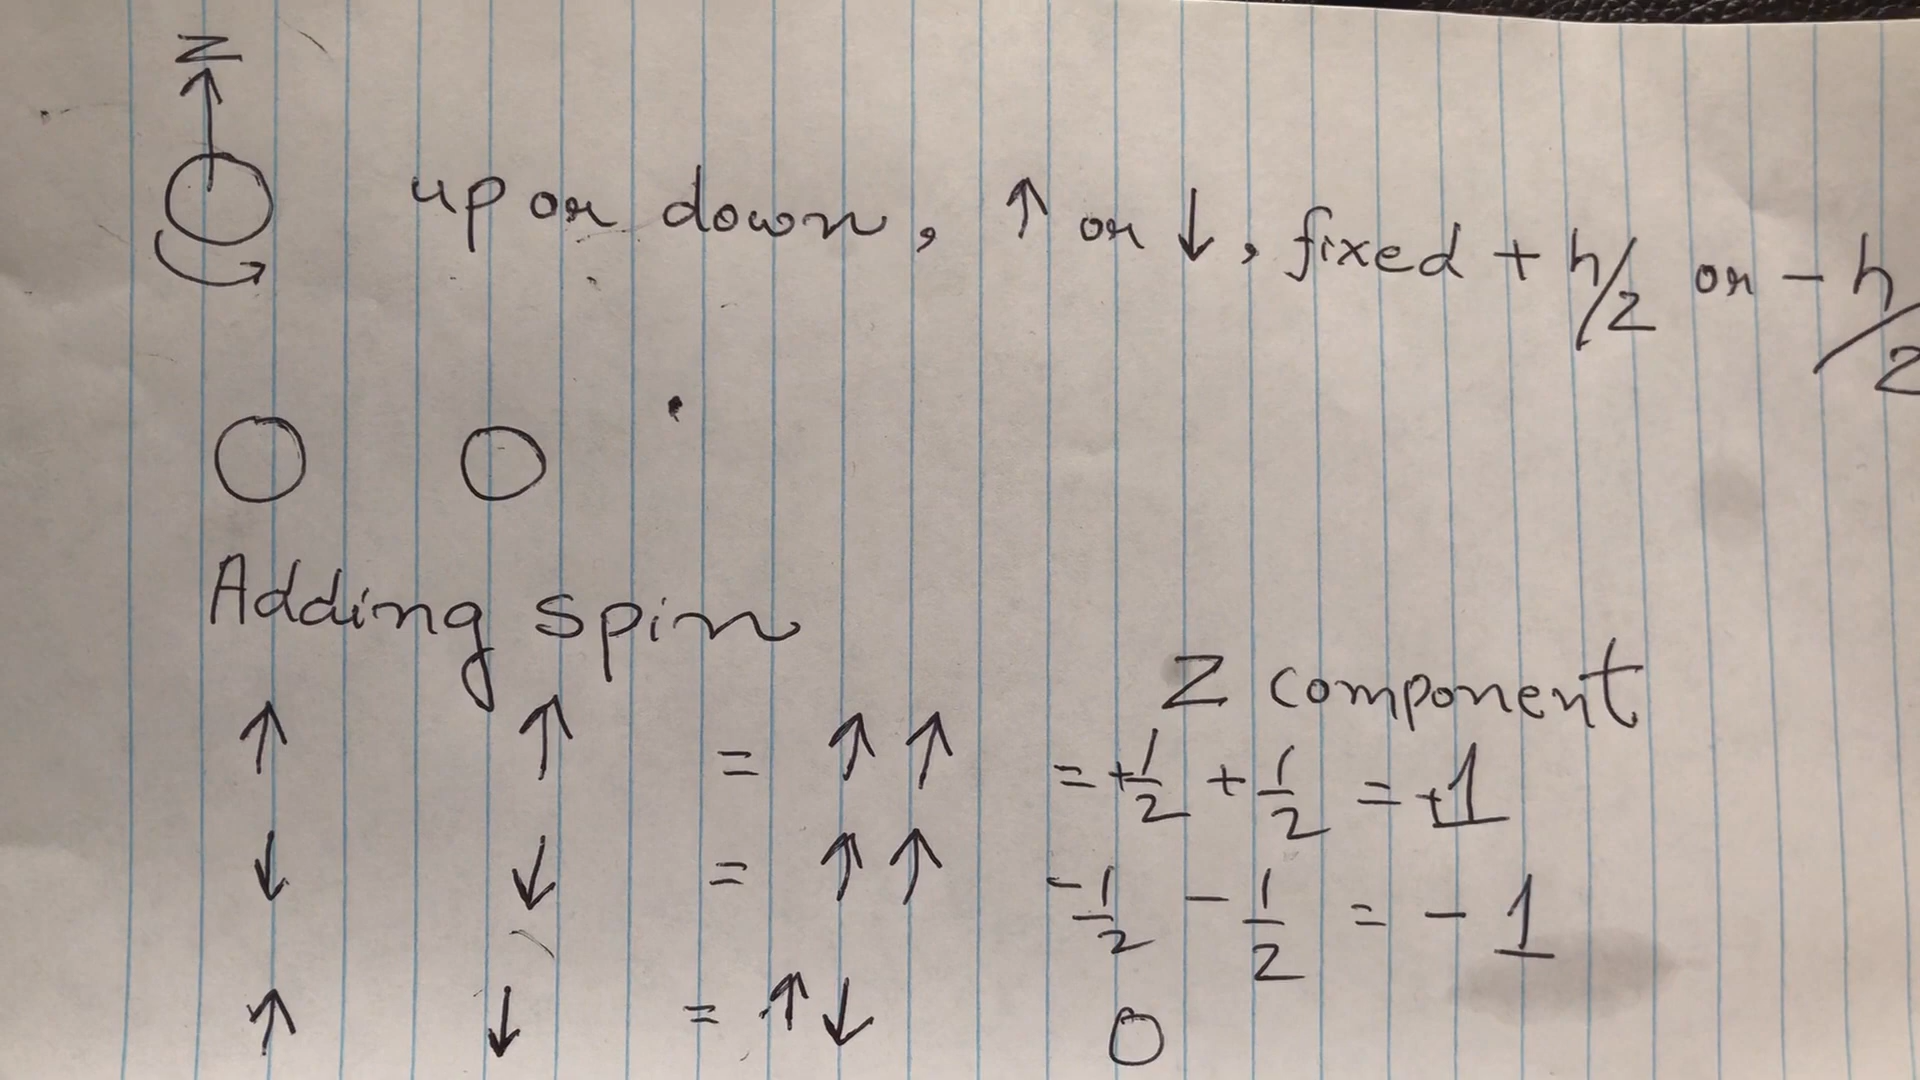 Z
up or down, ↑ or ↓, fixed + h/2 or - h/2
Adding spin
Z component
↑ ↑ = ↑ ↑ = +1/2 + 1/2 = +1
↓ ↓ = ↑ ↑ -1/2 - 1/2 = - 1
↑ ↓ = ↑ ↓ 0